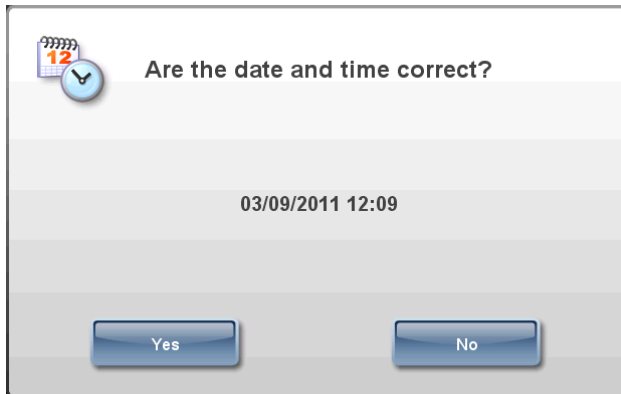 12
Are the date and time correct?
03/09/2011 12:09
Yes
No